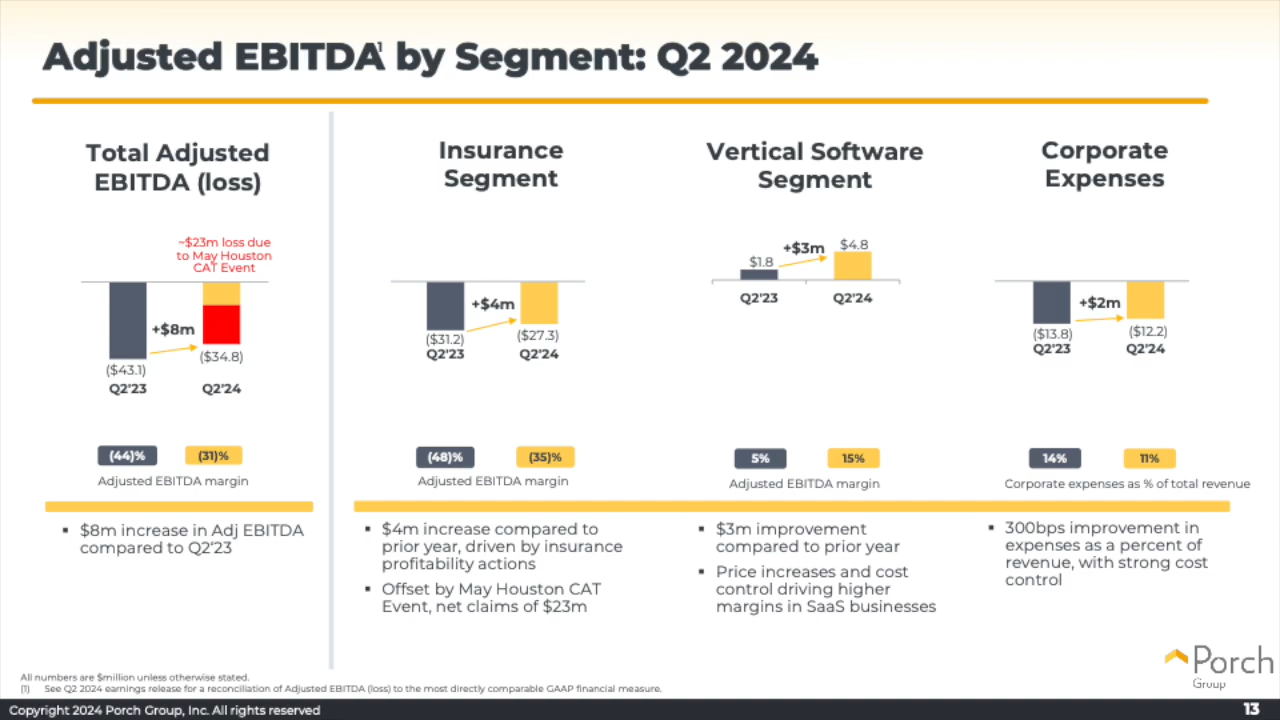 Adjusted EBITDA¹ by Segment: Q2 2024
Total Adjusted
EBITDA (loss)
~$23m loss due
to May Houston
CAT Event
+$8m
($43.1)
($34.8)
Q2'23
Q2'24
(44)%
(31)%
Adjusted EBITDA margin
▪ $8m increase in Adj EBITDA
compared to Q2'23
Insurance
Segment
+$4m
($31.2)
($27.3)
Q2'23
Q2'24
(48)%
(35)%
Adjusted EBITDA margin
▪ $4m increase compared to
prior year, driven by insurance
profitability actions
▪ Offset by May Houston CAT
Event, net claims of $23m
Vertical Software
Segment
$1.8
+$3m
$4.8
Q2'23
Q2'24
5%
15%
Adjusted EBITDA margin
▪ $3m improvement
compared to prior year
▪ Price increases and cost
control driving higher
margins in SaaS businesses
Corporate
Expenses
+$2m
($13.8)
($12.2)
Q2'23
Q2'24
14%
11%
Corporate expenses as % of total revenue
▪ 300bps improvement in
expenses as a percent of
revenue, with strong cost
control
Porch
Group
All numbers are $million unless otherwise stated.
(1) See Q2 2024 earnings release for a reconciliation of Adjusted EBITDA (loss) to the most directly comparable GAAP financial measure.
Copyright 2024 Porch Group, Inc. All rights reserved
13